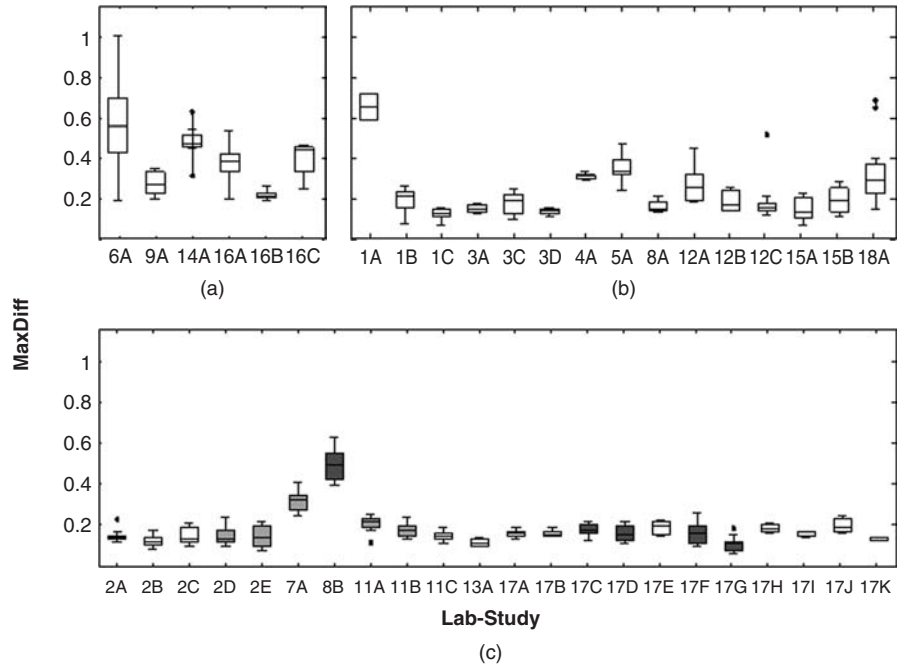 1
0.8
0.6
0.4
0.2
6A 9A 14A 16A 16B 16C
(a)
1A 1B 1C 3A 3C 3D 4A 5A 8A 12A 12B 12C 15A 15B 18A
(b)
MaxDiff
1
0.8
0.6
0.4
0.2
2A 2B 2C 2D 2E 7A 8B 11A 11B 11C 13A 17A 17B 17C 17D 17E 17F 17G 17H 17I 17J 17K
Lab-Study
(c)